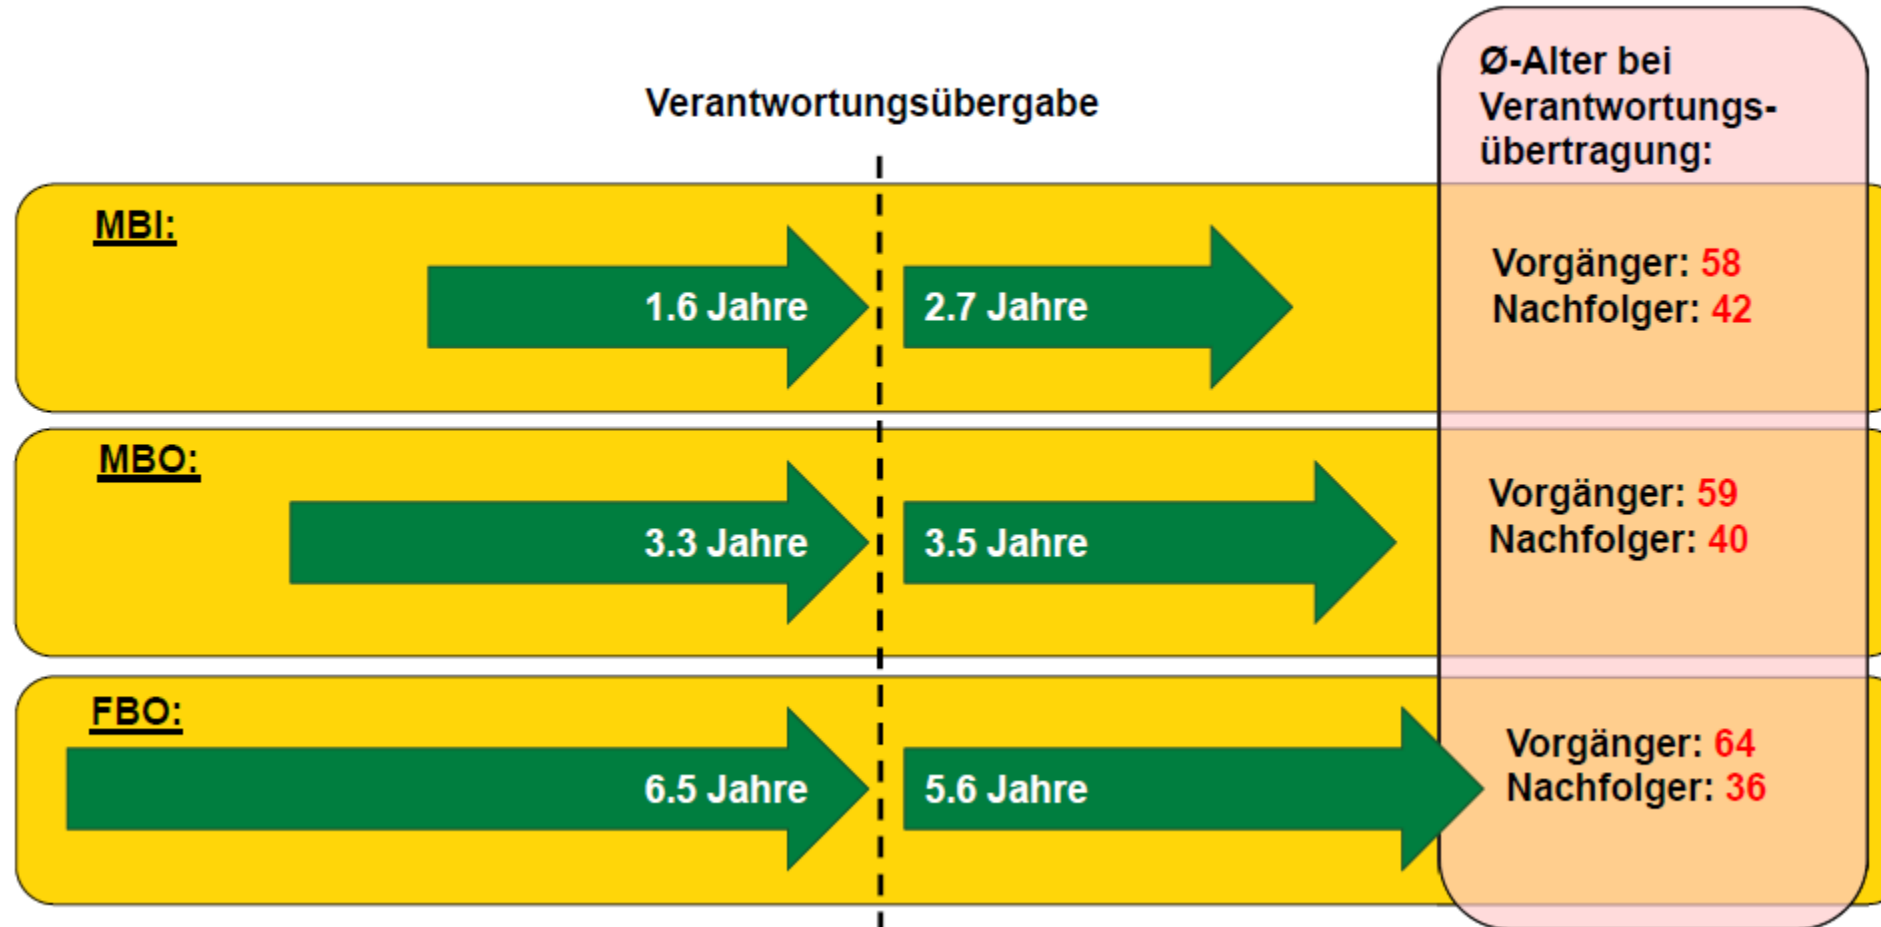 Verantwortungsübergabe
Ø-Alter bei
Verantwortungs-
übertragung:
MBI:
1.6 Jahre
2.7 Jahre
Vorgänger: 58
Nachfolger: 42
MBO:
3.3 Jahre
3.5 Jahre
Vorgänger: 59
Nachfolger: 40
FBO:
6.5 Jahre
5.6 Jahre
Vorgänger: 64
Nachfolger: 36